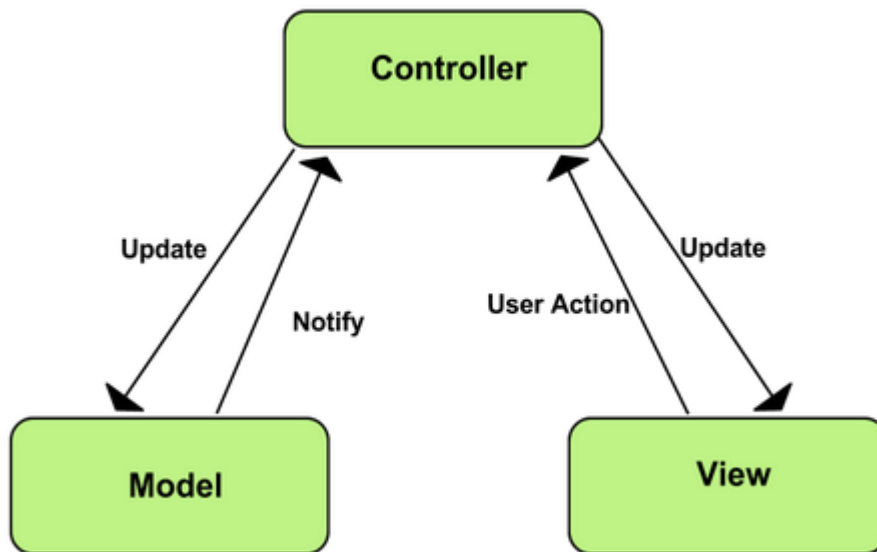 Controller
Update
Update
User Action
Notify
Model
View